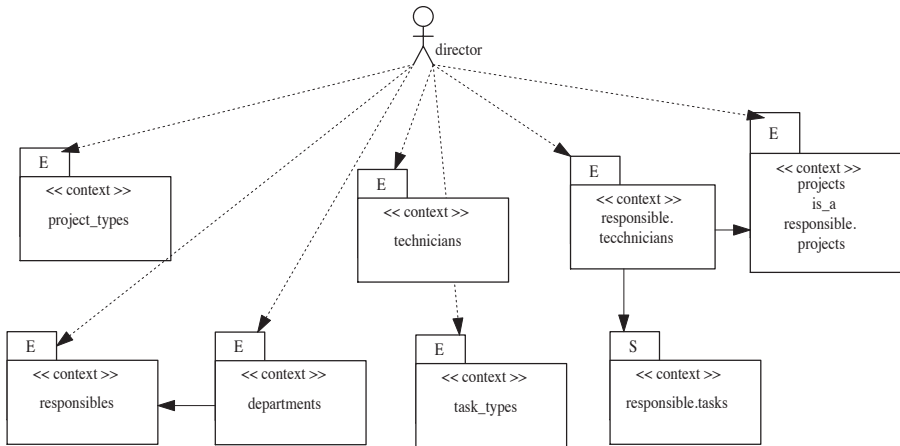 director
E
<< context >>
project_types
E
<< context >>
technicians
E
<< context >>
responsible.
tecchnicians
E
<< context >>
projects
is_a
responsible.
projects
E
<< context >>
responsibles
E
<< context >>
departments
E
<< context >>
task_types
S
<< context >>
responsible.tasks